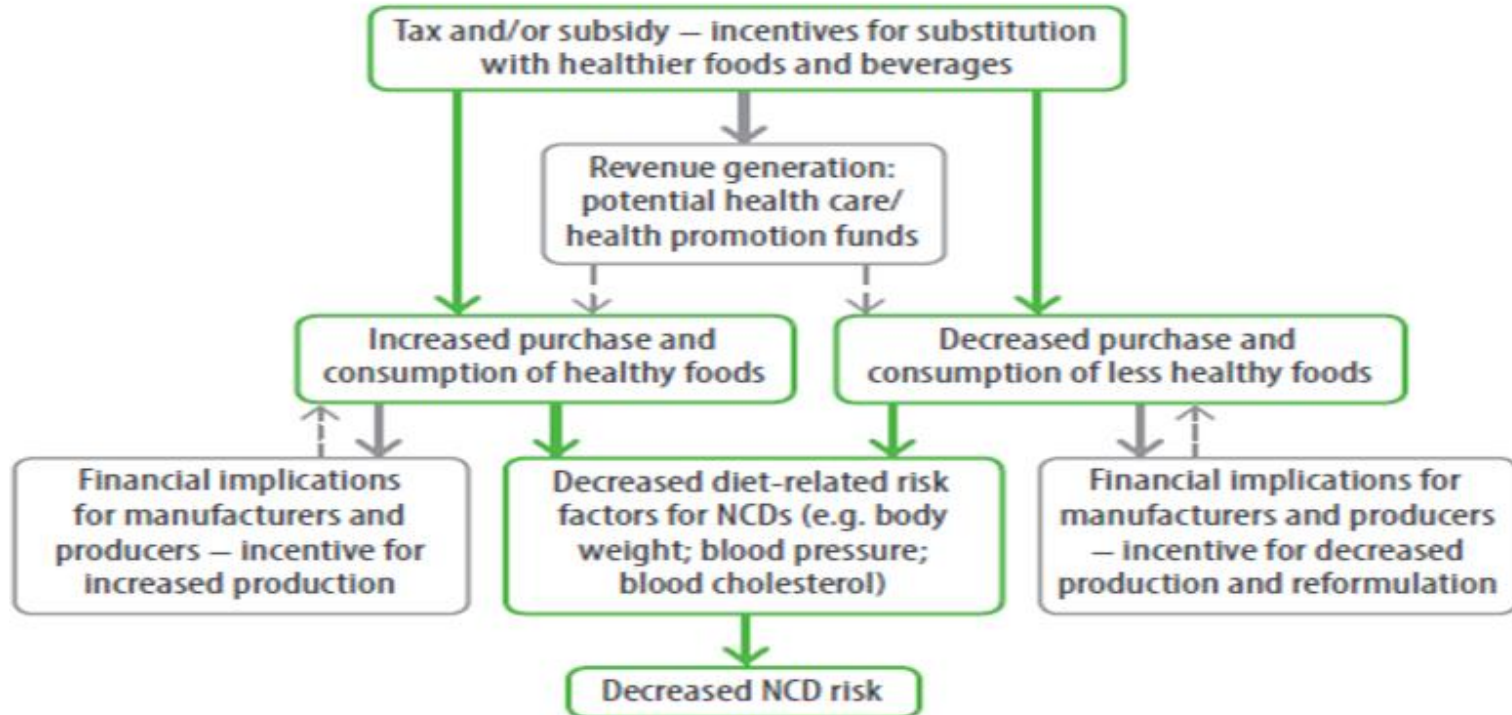 Tax and/or subsidy – incentives for substitution
with healthier foods and beverages
Revenue generation:
potential health care/
health promotion funds
Increased purchase and
consumption of healthy foods
Decreased purchase and
consumption of less healthy foods
Financial implications
for manufacturers and
producers – incentive for
increased production
Decreased diet-related risk
factors for NCDs (e.g. body
weight; blood pressure;
blood cholesterol)
Financial implications for
manufacturers and producers
– incentive for decreased
production and reformulation
Decreased NCD risk